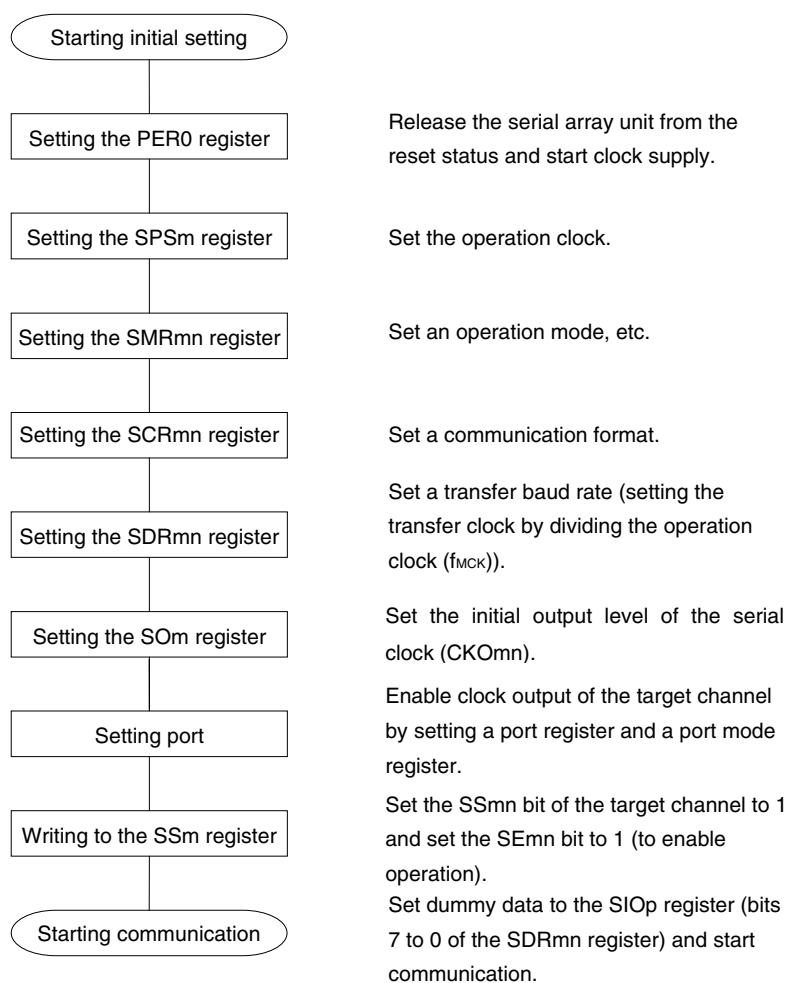 Starting initial setting
Setting the PER0 register
Release the serial array unit from the
reset status and start clock supply.
Setting the SPSm register
Set the operation clock.
Setting the SMRmn register
Set an operation mode, etc.
Setting the SCRmn register
Set a communication format.
Setting the SDRmn register
Set a transfer baud rate (setting the
transfer clock by dividing the operation
clock (fMCK)).
Setting the SOm register
Set the initial output level of the serial
clock (CKOmn).
Setting port
Enable clock output of the target channel
by setting a port register and a port mode
register.
Writing to the SSm register
Set the SSmn bit of the target channel to 1
and set the SEmn bit to 1 (to enable
operation).
Starting communication
Set dummy data to the SIOp register (bits
7 to 0 of the SDRmn register) and start
communication.